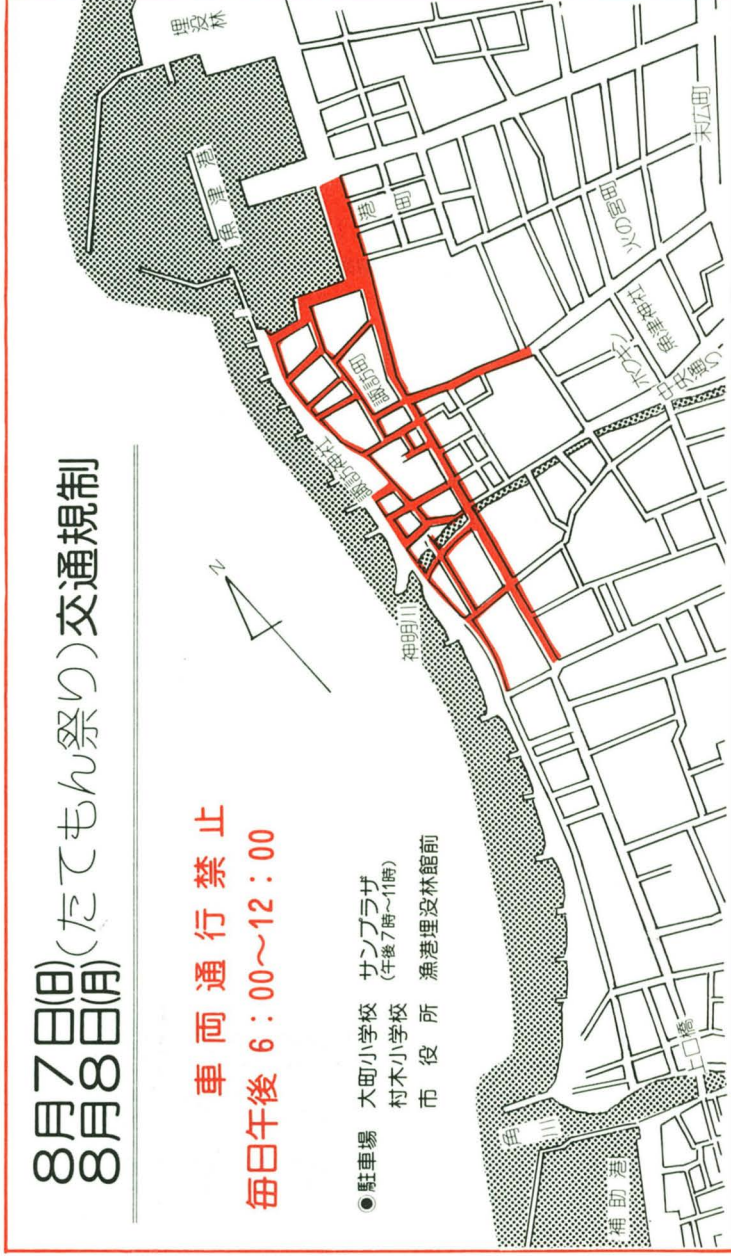 8月7日(日)
8月8日(月)
(たてもん祭り)交通規制
車両通行禁止
毎日午後 6:00~12:00
◉駐車場 大町小学校 サンプラザ
(午後7時~11時)
村木小学校
市役所 漁港埋没林館前
N
埋没林
魚津港
港町
諏訪町
諏訪神社
神明川
火の宮町
末広町
ホクギン
魚津神社
中央通り
上口橋
角川
補助港